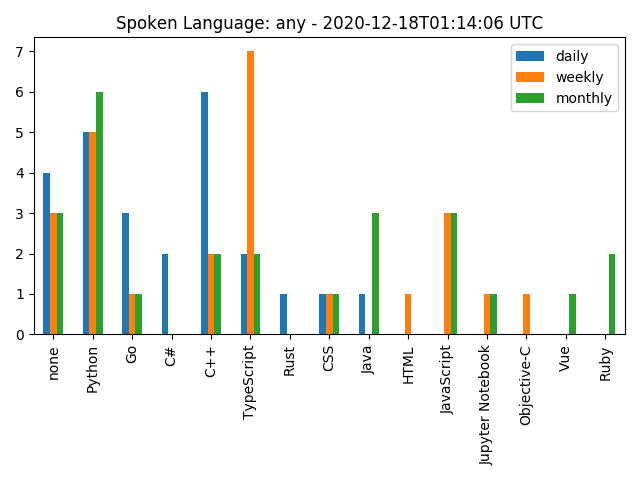 Spoken Language: any - 2020-12-18T01:14:06 UTC
daily
weekly
monthly
7
6
5
4
3
2
1
0
none
Python
Go
C#
C++
TypeScript
Rust
CSS
Java
HTML
JavaScript
Jupyter Notebook
Objective-C
Vue
Ruby